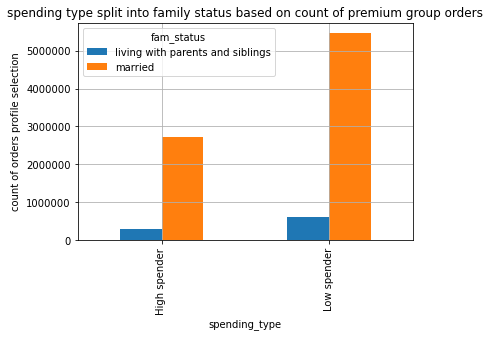 spending type split into family status based on count of premium group orders
fam_status
living with parents and siblings
married
count of orders profile selection
5000000
4000000
3000000
2000000
1000000
0
High spender
Low spender
spending_type